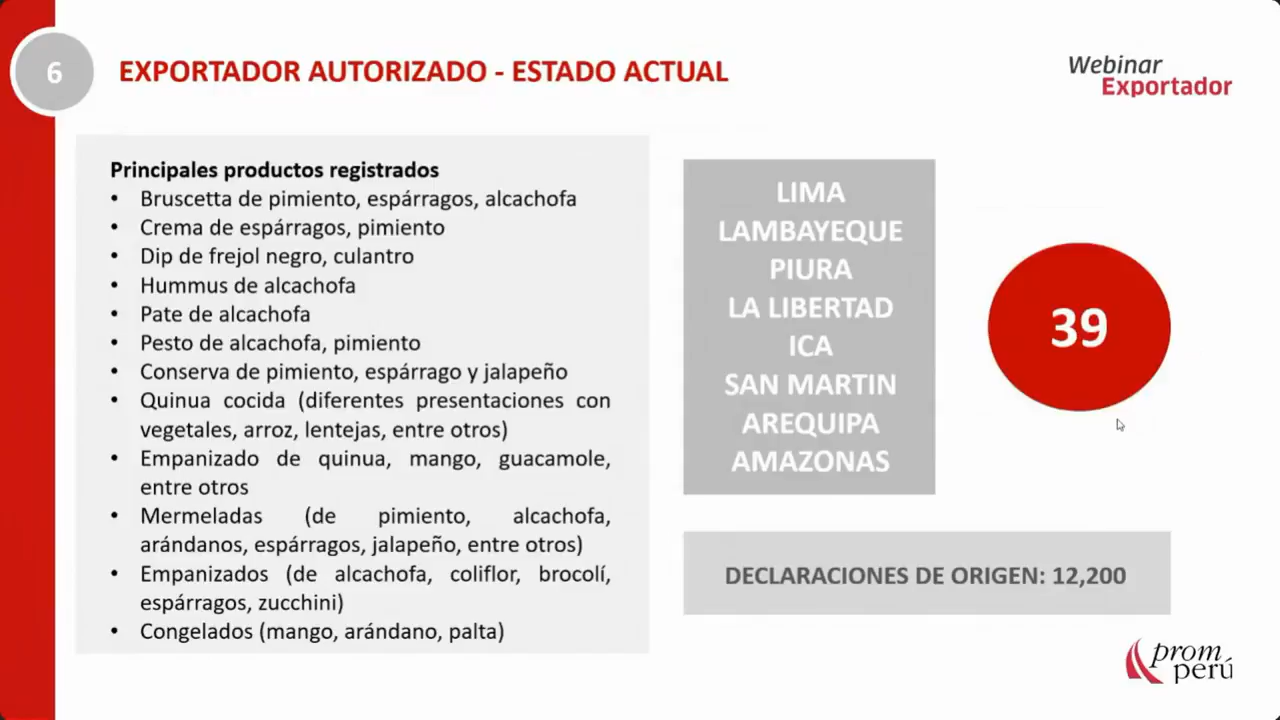 6
EXPORTADOR AUTORIZADO - ESTADO ACTUAL
Webinar
Exportador
Principales productos registrados
• Bruscetta de pimiento, espárragos, alcachofa
• Crema de espárragos, pimiento
• Dip de frejol negro, culantro
• Hummus de alcachofa
• Pate de alcachofa
• Pesto de alcachofa, pimiento
• Conserva de pimiento, espárrago y jalapeño
• Quinua cocida (diferentes presentaciones con
vegetales, arroz, lentejas, entre otros)
• Empanizado de quinua, mango, guacamole,
entre otros
• Mermeladas (de pimiento, alcachofa,
arándanos, espárragos, jalapeño, entre otros)
• Empanizados (de alcachofa, coliflor, brocolí,
espárragos, zucchini)
• Congelados (mango, arándano, palta)
LIMA
LAMBAYEQUE
PIURA
LA LIBERTAD
ICA
SAN MARTIN
AREQUIPA
AMAZONAS
39
DECLARACIONES DE ORIGEN: 12,200
prom
perú